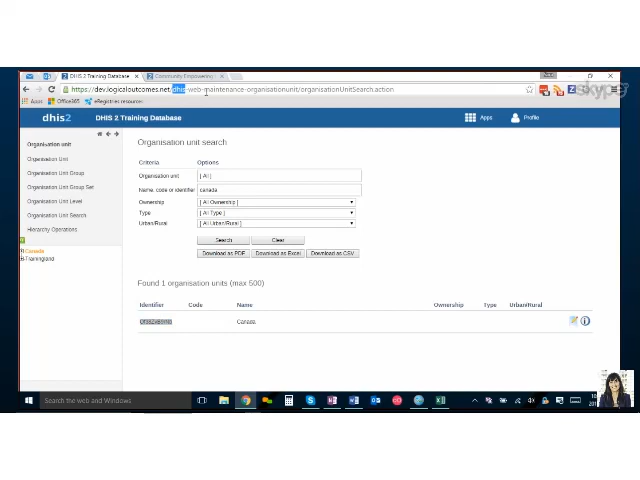 DHIS 2 Training Database
Community Empowering
https://dev.logicaloutcomes.net/dhis-web-maintenance-organisationunit/organisationUnitSearch.action
skype
Apps
Office365
eRegistries resources
dhis2
DHIS 2 Training Database
Apps
Profile
Organisation unit
Organisation unit search
Organisation Unit
Criteria
Options
Organisation Unit Group
Organisation unit
[ All ]
Organisation Unit Group Set
Name, code or identifier
canada
Organisation Unit Level
Ownership
[ All Ownership ]
Organisation Unit Search
Type
[ All Type ]
Hierarchy Operations
Urban/Rural
[ All Urban/Rural ]
Search
Clear
Canada
Download as PDF
Download as Excel
Download as CSV
Trainingland
Found 1 organisation units (max 500)
Identifier
Code
Name
Ownership
Type
Urban/Rural
Canada
Search the web and Windows